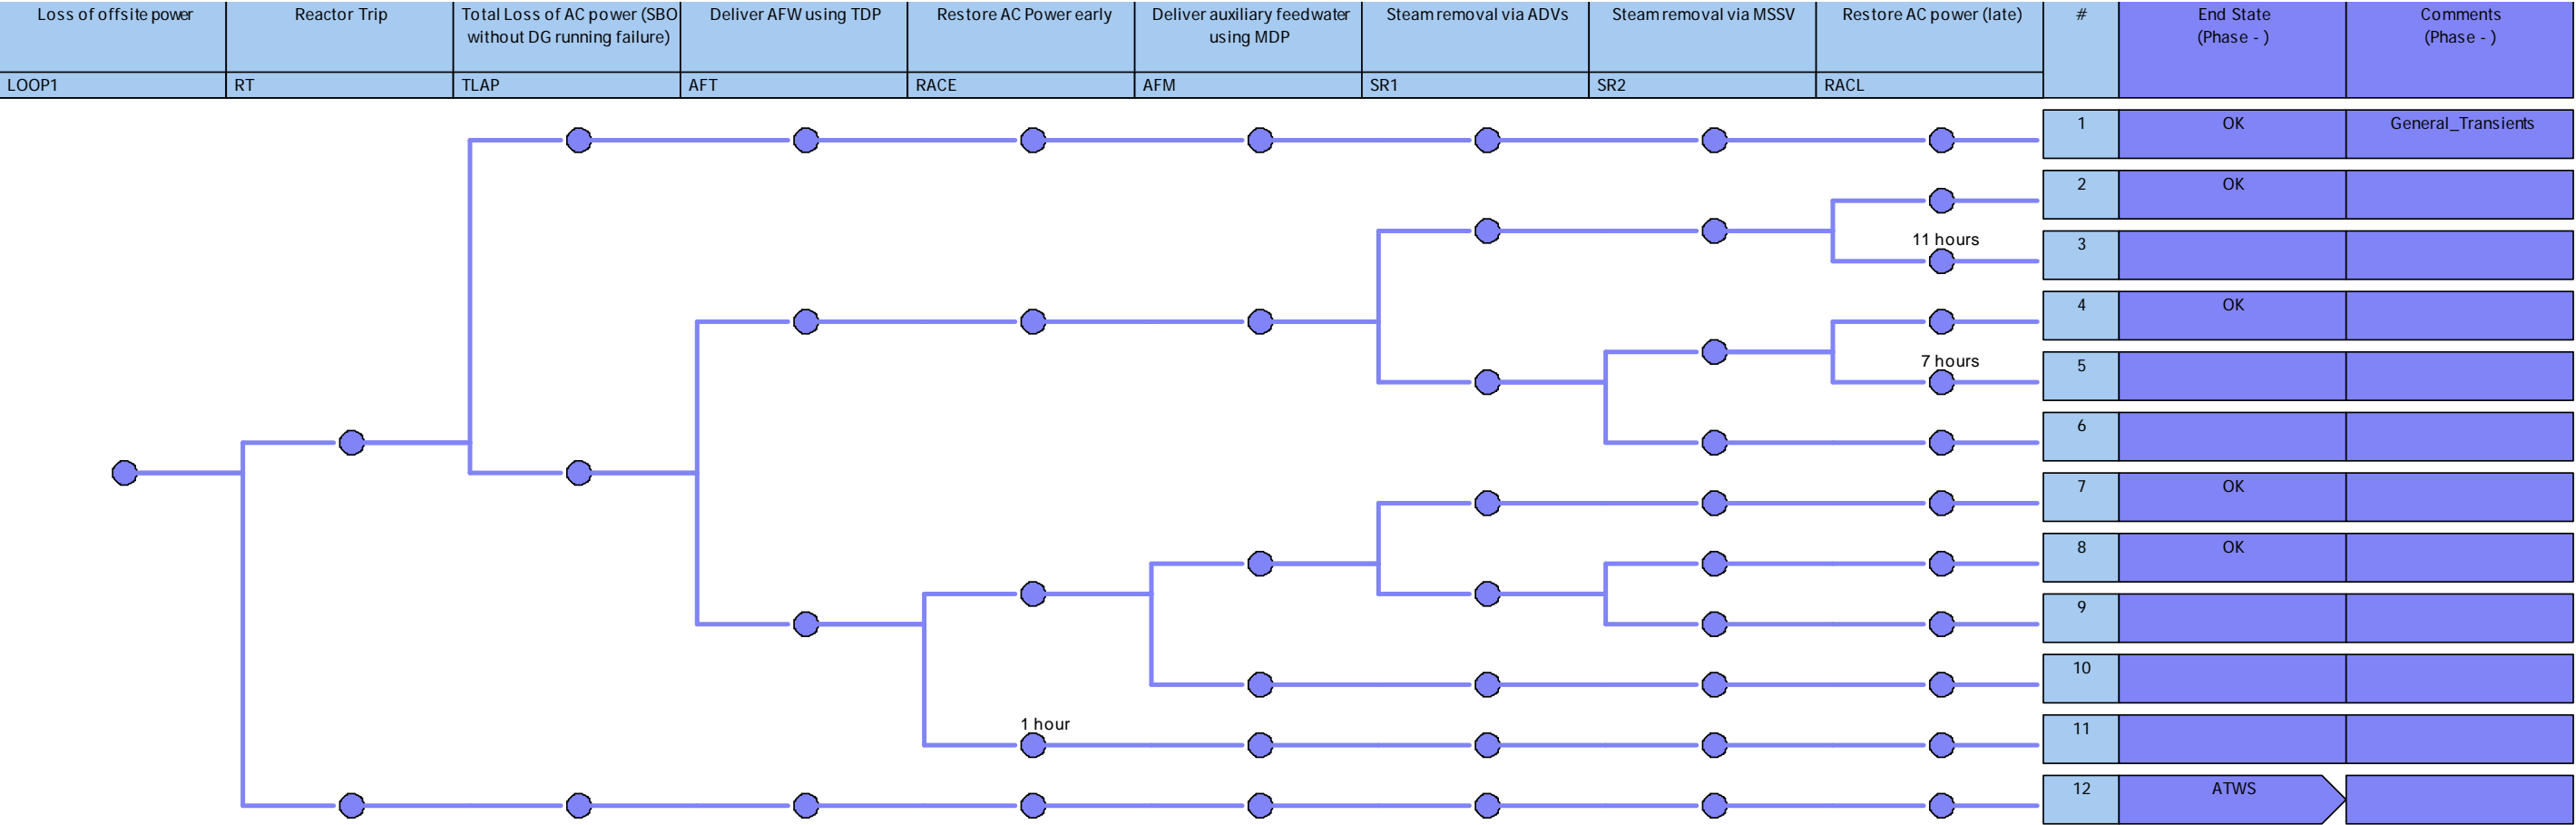 Loss of offsite power
Reactor Trip
Total Loss of AC power (SBO
without DG running failure)
Deliver AFW using TDP
Restore AC Power early
Deliver auxiliary feedwater
using MDP
Steam removal via ADVs
Steam removal via MSSV
Restore AC power (late)
#
End State
(Phase - )
Comments
(Phase - )
LOOP1
RT
TLAP
AFT
RACE
AFM
SR1
SR2
RACL
1
OK
General_Transients
2
OK
11 hours
3
4
OK
7 hours
5
6
7
OK
8
OK
9
10
1 hour
11
12
ATWS